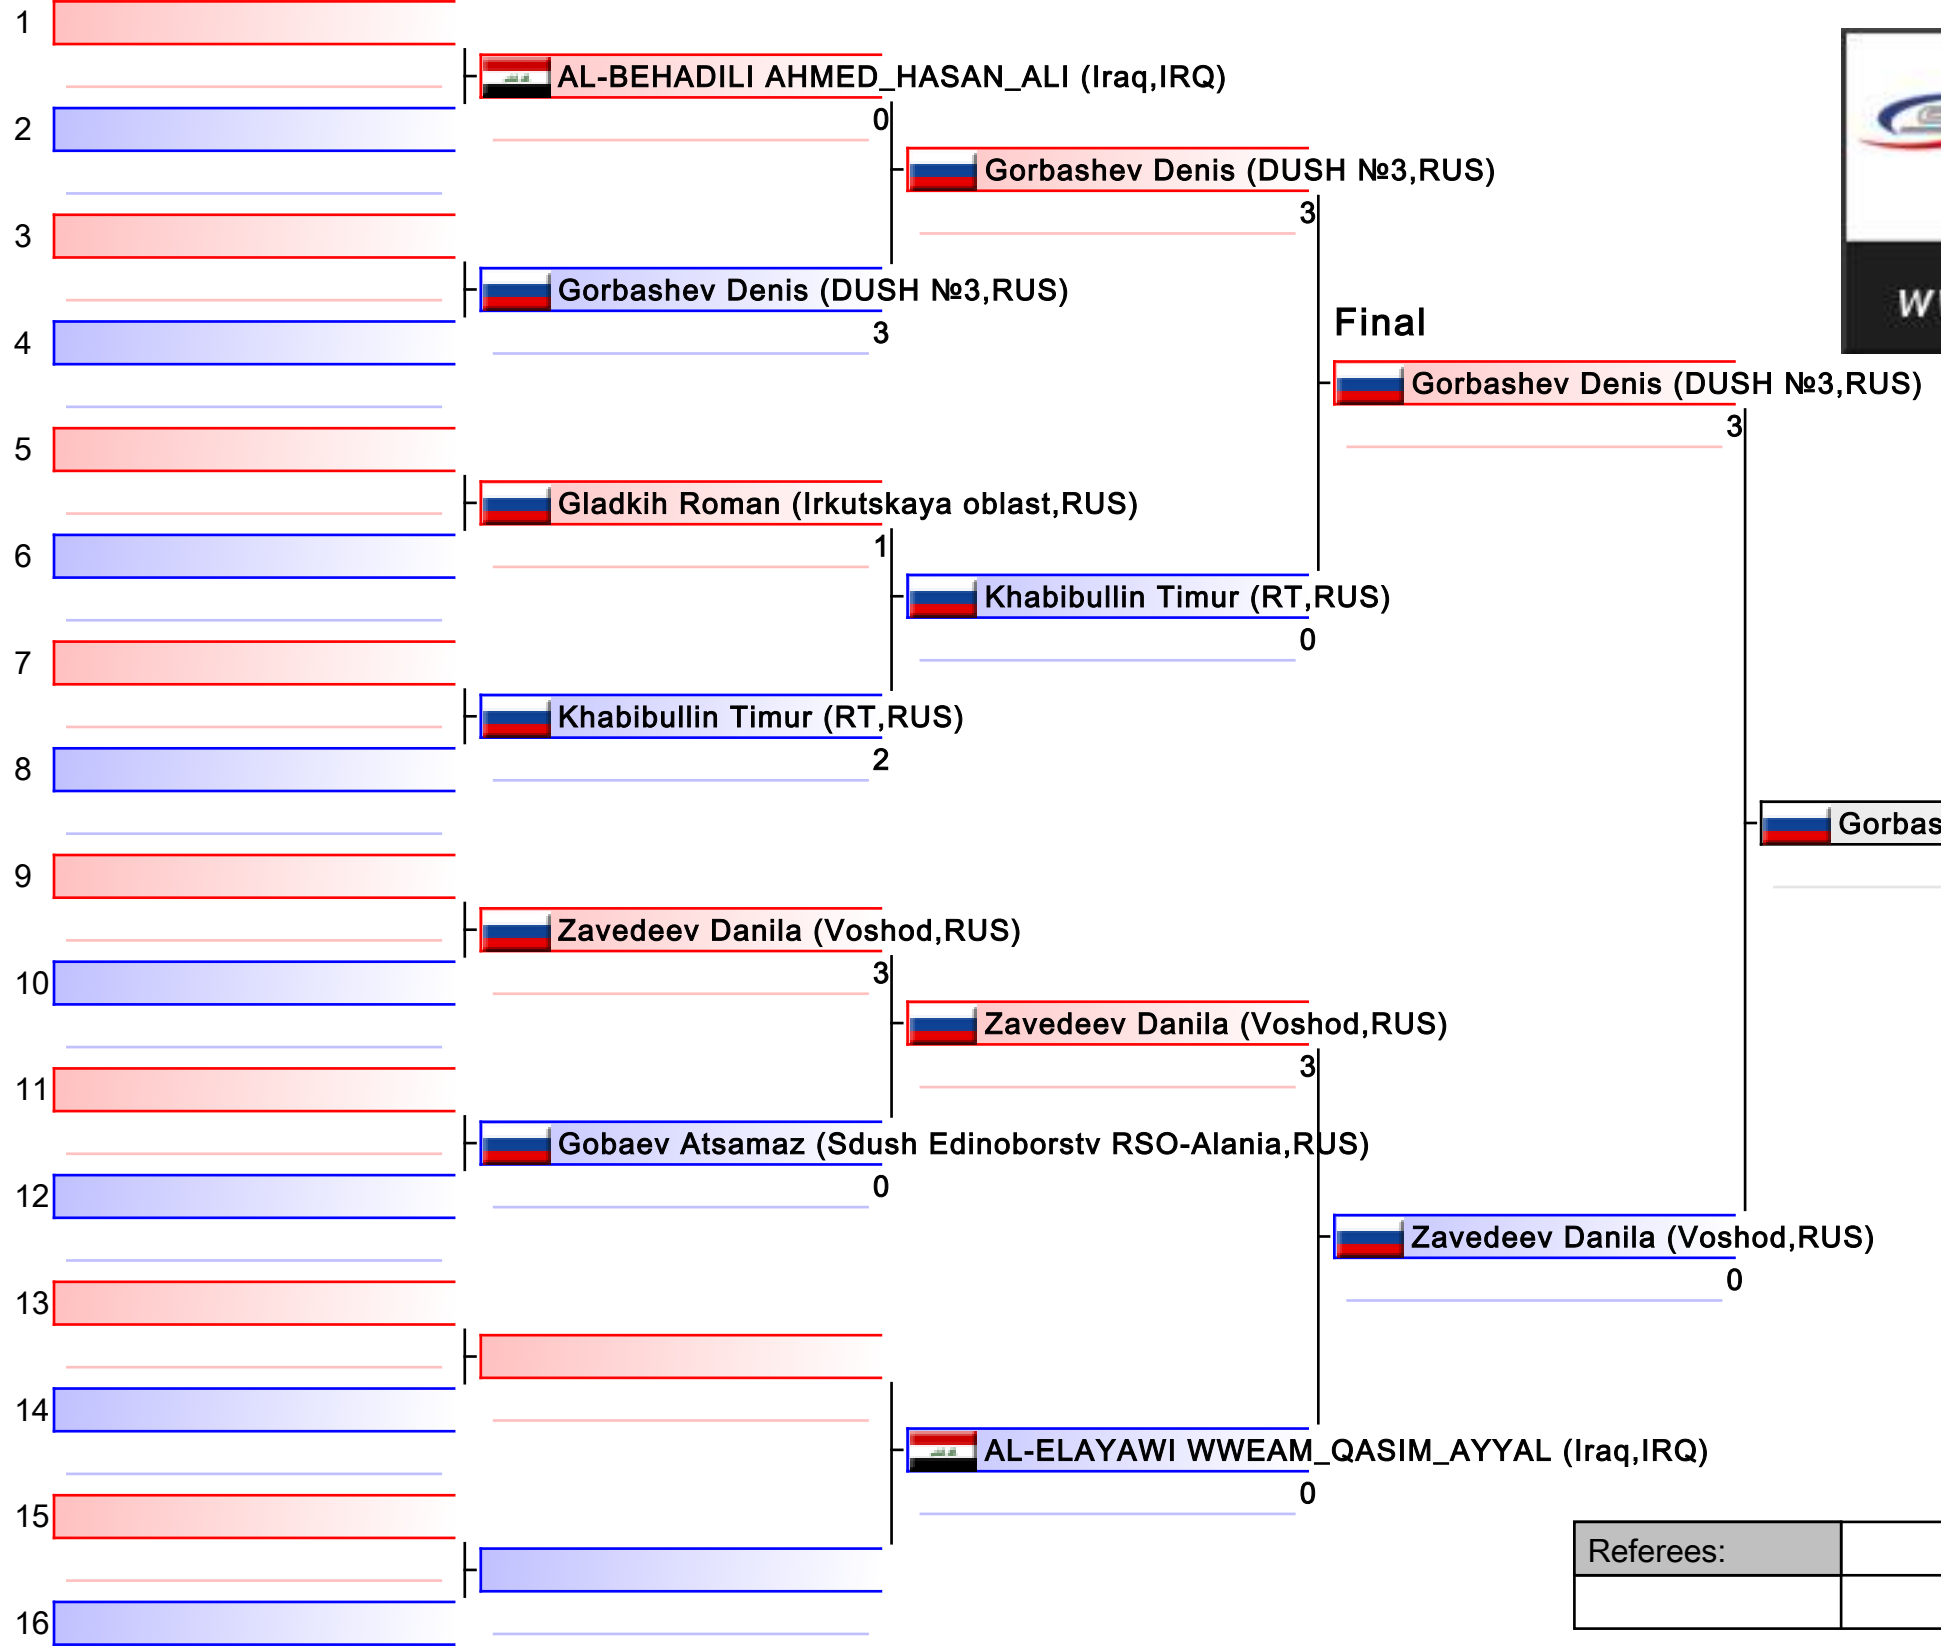 1
AL-BEHADILI AHMED_HASAN_ALI (Iraq,IRQ)
0
2
Gorbashev Denis (DUSH №3,RUS)
3
3
Gorbashev Denis (DUSH №3,RUS)
3
4
Final
Gorbashev Denis (DUSH №3,RUS)
3
5
Gladkih Roman (Irkutskaya oblast,RUS)
1
6
Khabibullin Timur (RT,RUS)
0
7
Khabibullin Timur (RT,RUS)
2
8
Gorbas
9
Zavedeev Danila (Voshod,RUS)
3
10
Zavedeev Danila (Voshod,RUS)
3
11
Gobaev Atsamaz (Sdush Edinoborstv RSO-Alania,RUS)
0
12
Zavedeev Danila (Voshod,RUS)
0
13
14
AL-ELAYAWI WWEAM_QASIM_AYYAL (Iraq,IRQ)
0
15
Referees:
16